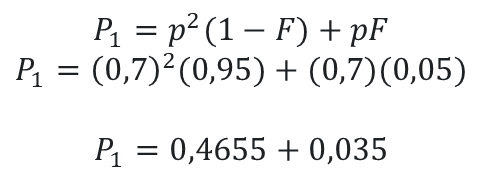 P₁ = p²(1 − F) + pF
P₁ = (0,7)²(0,95) + (0,7)(0,05)
P₁ = 0,4655 + 0,035